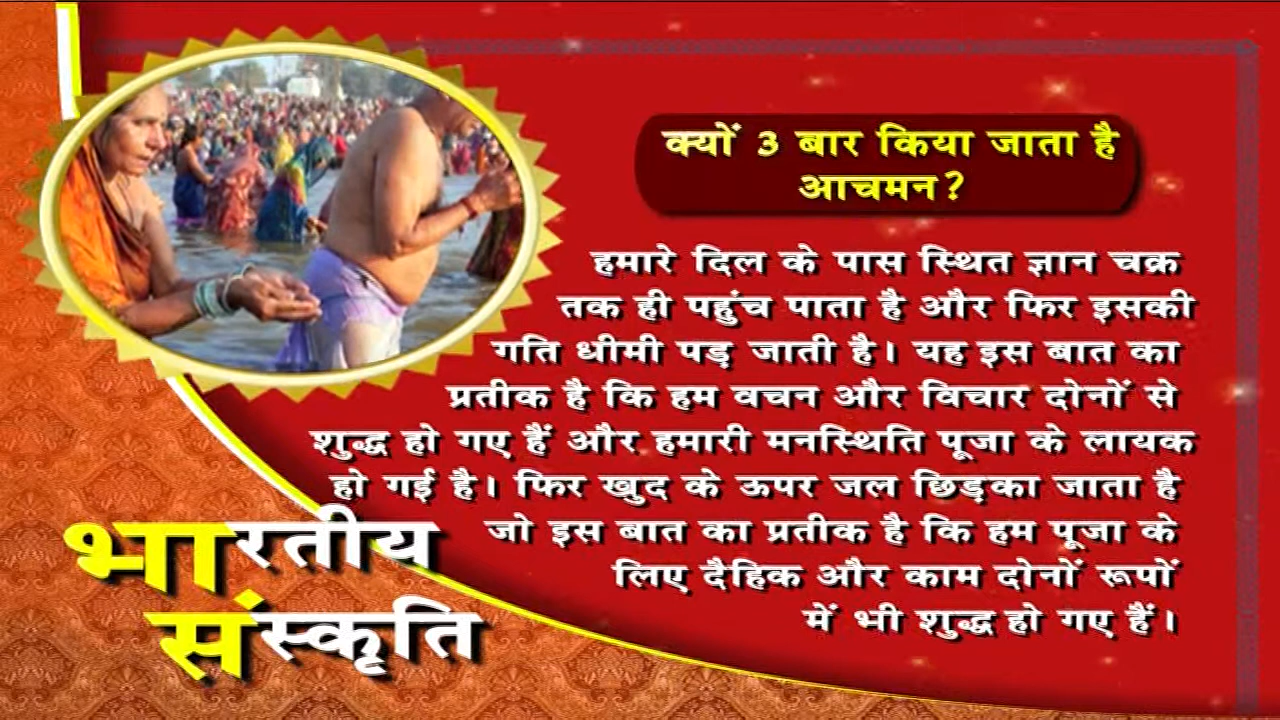 क्यों 3 बार किया जाता है
आचमन?
हमारे दिल के पास स्थित ज्ञान चक्र
तक ही पहुंच पाता है और फिर इसकी
गति धीमी पड़ जाती है। यह इस बात का
प्रतीक है कि हम वचन और विचार दोनों से
शुद्ध हो गए हैं और हमारी मनस्थिति पूजा के लायक
हो गई है। फिर खुद के ऊपर जल छिड़का जाता है
जो इस बात का प्रतीक है कि हम पूजा के
लिए दैहिक और काम दोनों रूपों
में भी शुद्ध हो गए हैं।
भारतीय
संस्कृति